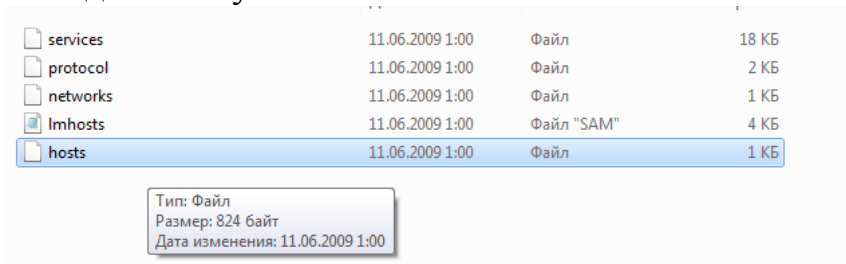 services 11.06.2009 1:00 Файл 18 КБ
protocol 11.06.2009 1:00 Файл 2 КБ
networks 11.06.2009 1:00 Файл 1 КБ
lmhosts 11.06.2009 1:00 Файл "SAM" 4 КБ
hosts 11.06.2009 1:00 Файл 1 КБ
Тип: Файл
Размер: 824 байт
Дата изменения: 11.06.2009 1:00